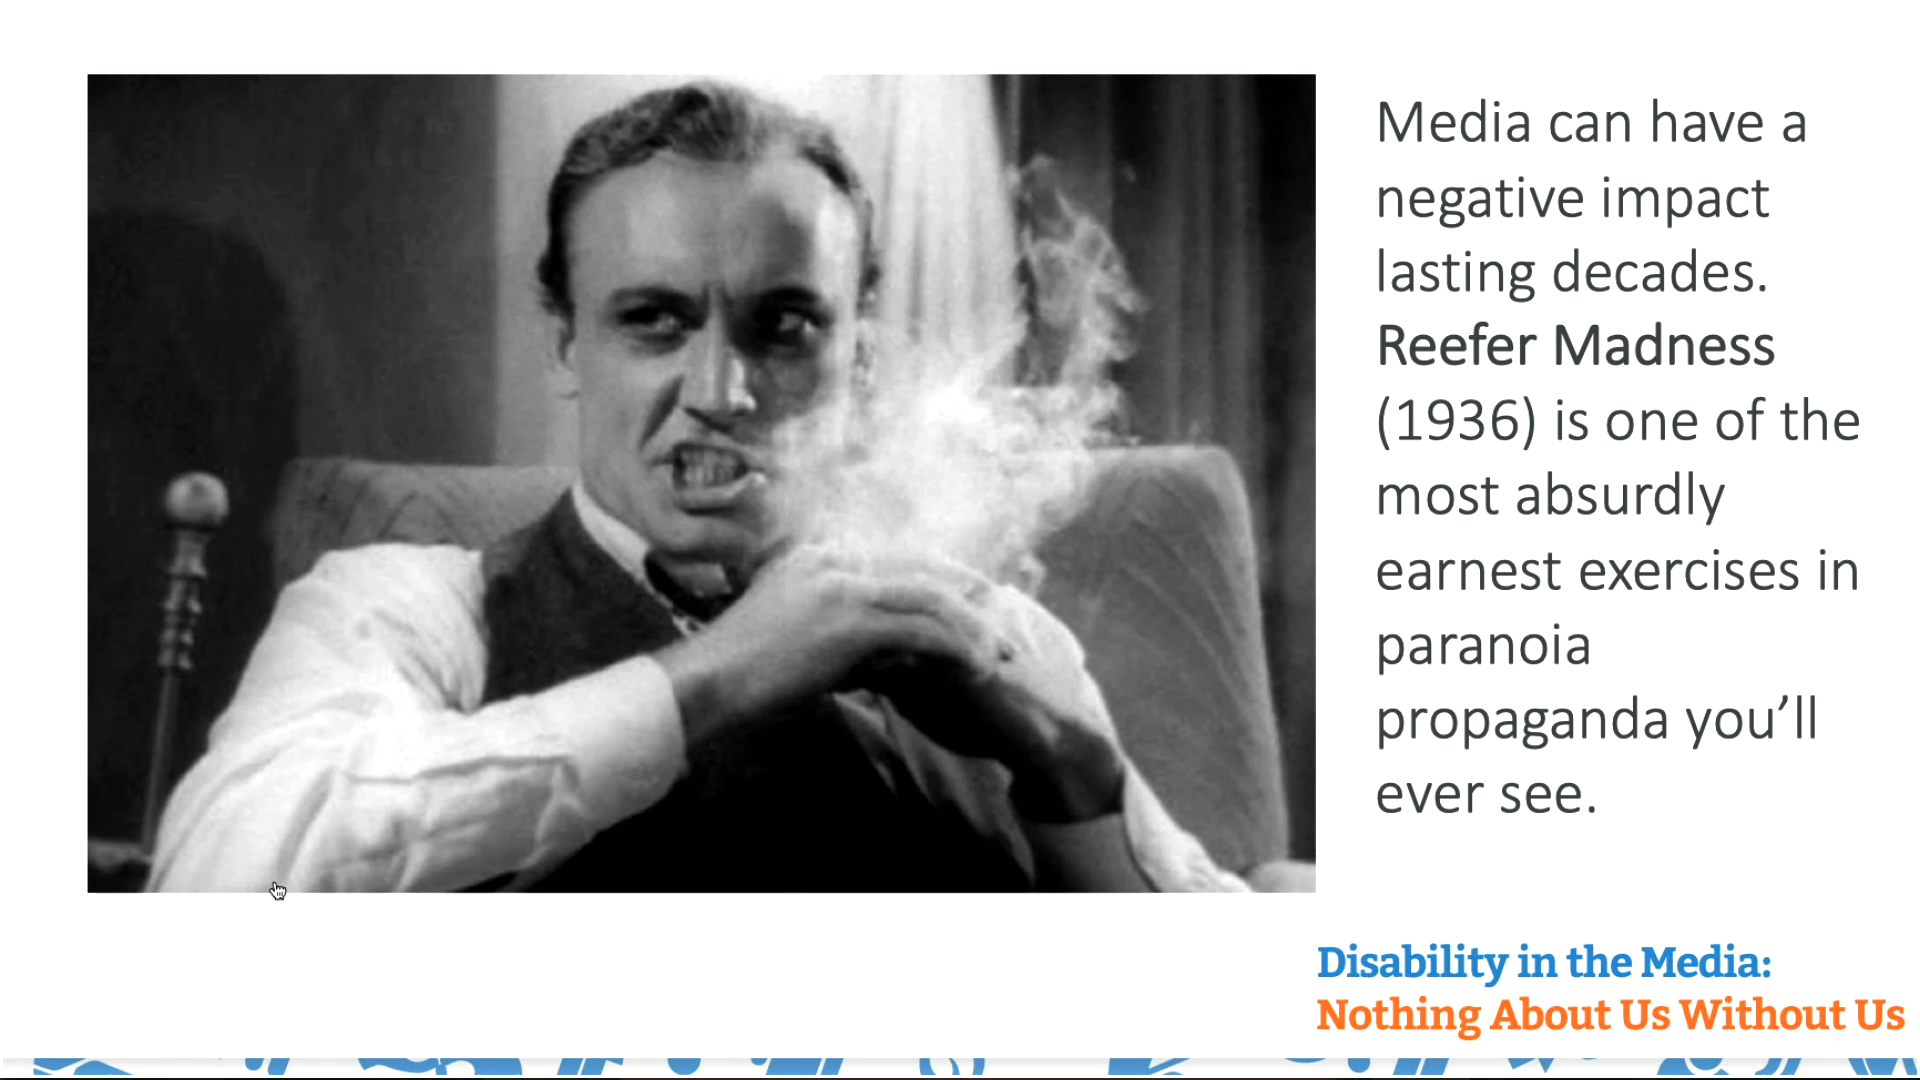 Media can have a
negative impact
lasting decades.
Reefer Madness
(1936) is one of the
most absurdly
earnest exercises in
paranoia
propaganda you’ll
ever see.
Disability in the Media:
Nothing About Us Without Us